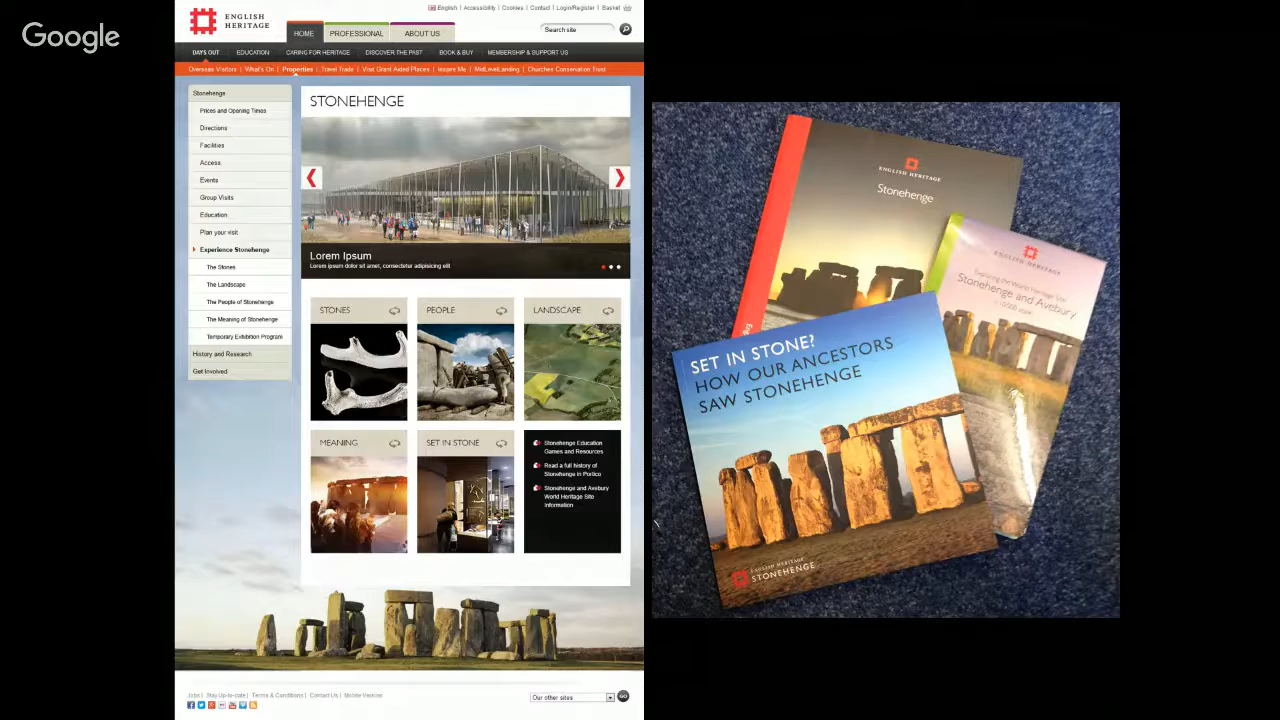 Google
ENGLISH
HERITAGE
English | Accessibility | Cookies | Contact | Login/Register | Basket
HOME
PROFESSIONAL
ABOUT US
Search site
DAYS OUT
EDUCATION
CARING FOR HERITAGE
DISCOVER THE PAST
BOOK & BUY
MEMBERSHIP & SUPPORT US
Overseas Visitors | What's On | Properties | Travel Trade | Visit Grant Aided Places | Inspire Me | MidLevelLanding | Churches Conservation Trust
Stonehenge
Prices and Opening Times
Directions
Facilities
Access
Events
Group Visits
Education
Plan your visit
Experience Stonehenge
The Stones
The Landscape
The People of Stonehenge
The Meaning of Stonehenge
Temporary Exhibition Program
History and Research
Get Involved
STONEHENGE
Lorem Ipsum
Lorem ipsum dolor sit amet, consectetur adipisicing elit
STONES
PEOPLE
LANDSCAPE
MEANING
SET IN STONE
Stonehenge Education
Games and Resources
Read a full history of
Stonehenge in Portico
Stonehenge and Avebury
World Heritage Site
Information
Jobs | Stay Up-to-date | Terms & Conditions | Contact Us | Mobile Version
Our other sites
GO
ENGLISH HERITAGE
Stonehenge
ENGLISH HERITAGE
Exploring the World Heritage Site
Stonehenge and Avebury
SET IN STONE?
HOW OUR ANCESTORS
SAW STONEHENGE
ENGLISH HERITAGE
STONEHENGE